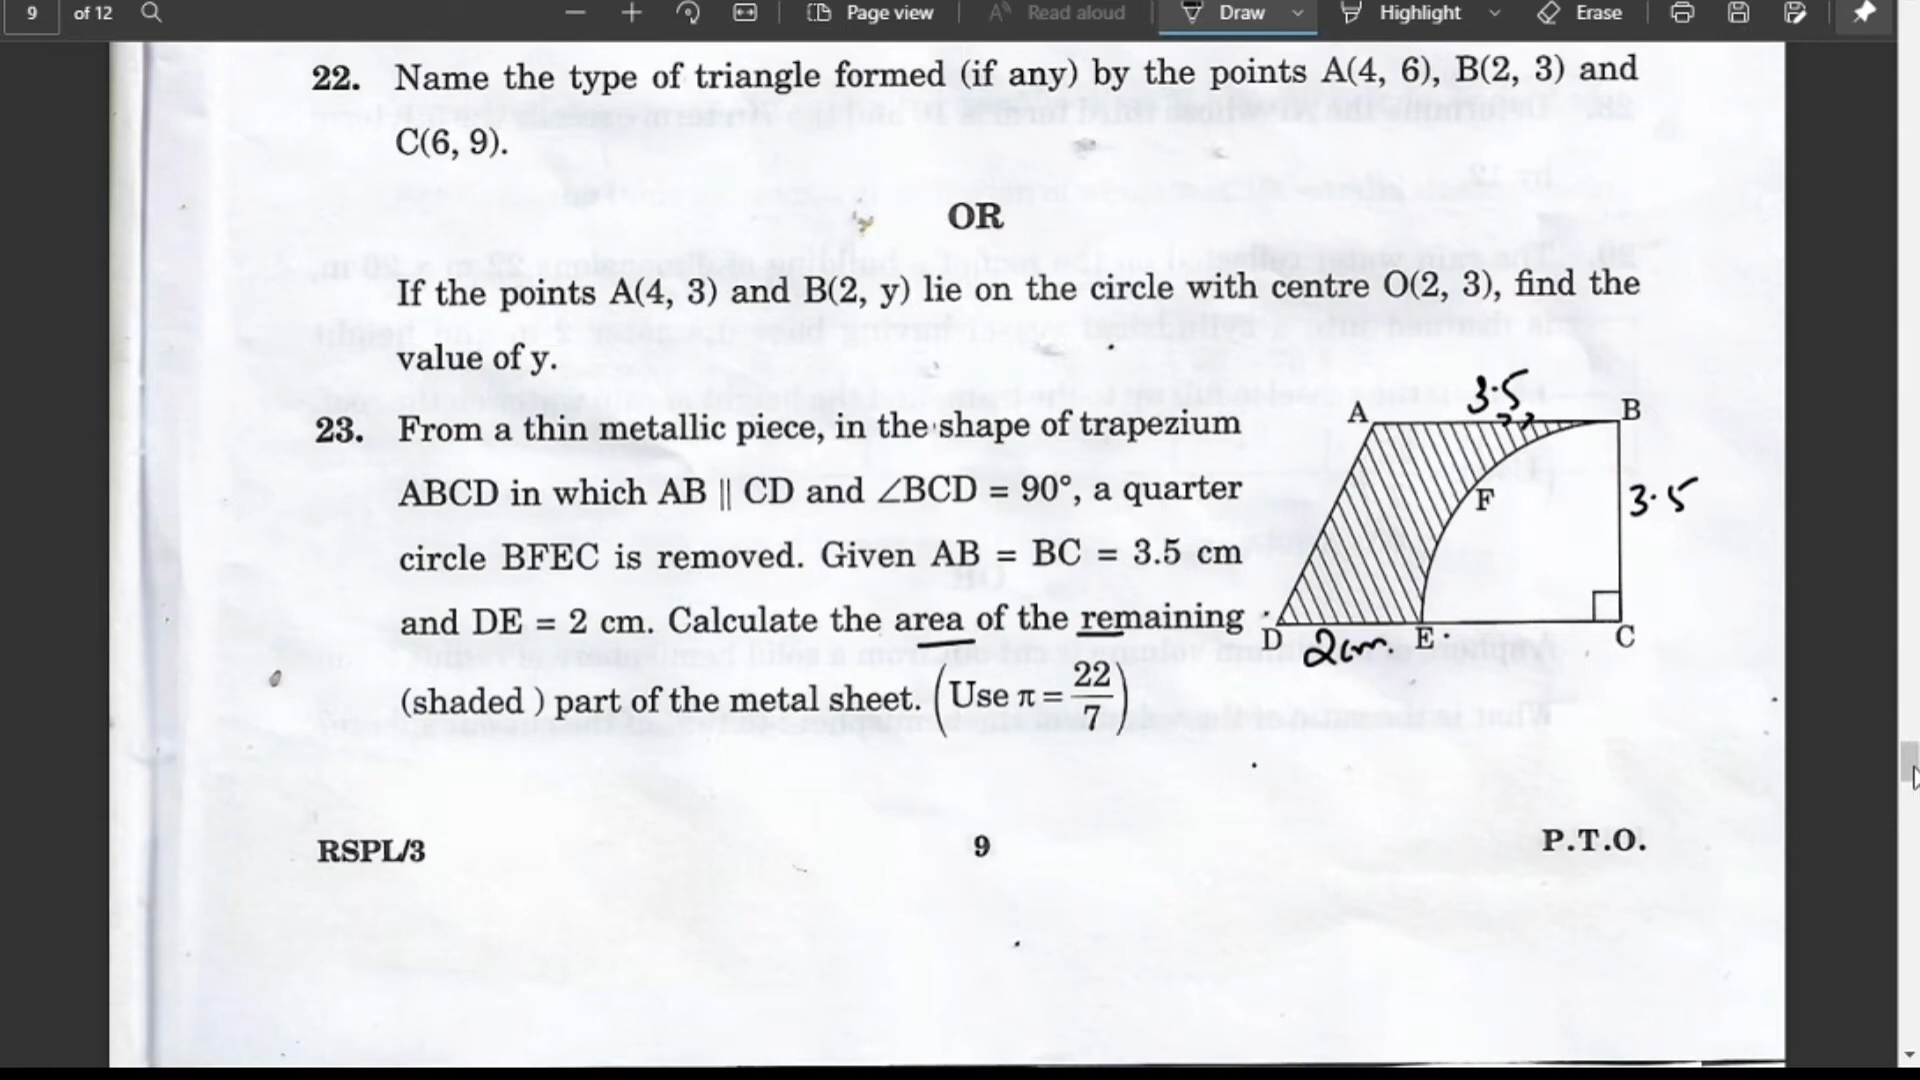 9 of 12 Page view Read aloud Draw Highlight Erase
22. Name the type of triangle formed (if any) by the points A(4, 6), B(2, 3) and
C(6, 9).
OR
If the points A(4, 3) and B(2, y) lie on the circle with centre O(2, 3), find the
value of y.
23. From a thin metallic piece, in the shape of trapezium
ABCD in which AB || CD and ∠BCD = 90°, a quarter
circle BFEC is removed. Given AB = BC = 3.5 cm
and DE = 2 cm. Calculate the area of the remaining
(shaded ) part of the metal sheet. (Use π = 22/7)
3.5
A B
F 3.5
D 2cm. E C
RSPL/3 9 P.T.O.